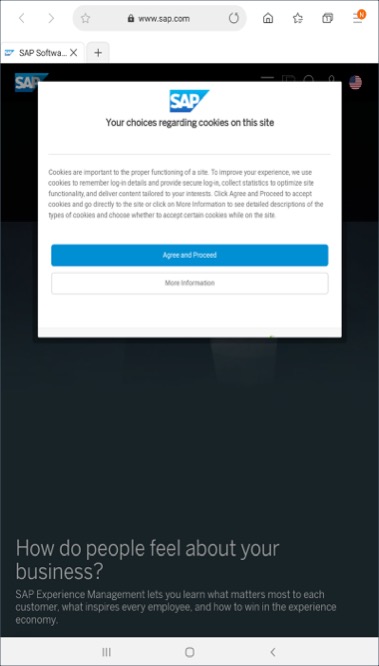 www.sap.com
N
SAP Softwa...
SAP
SAP
Your choices regarding cookies on this site
Cookies are important to the proper functioning of a site. To improve your experience, we use
cookies to remember log-in details and provide secure log-in, collect statistics to optimize site
functionality, and deliver content tailored to your interests. Click Agree and Proceed to accept
cookies and go directly to the site or click on More Information to see detailed descriptions of the
types of cookies and choose whether to accept certain cookies while on the site.
Agree and Proceed
More Information
How do people feel about your
business?
SAP Experience Management lets you learn what matters most to each
customer, what inspires every employee, and how to win in the experience
economy.